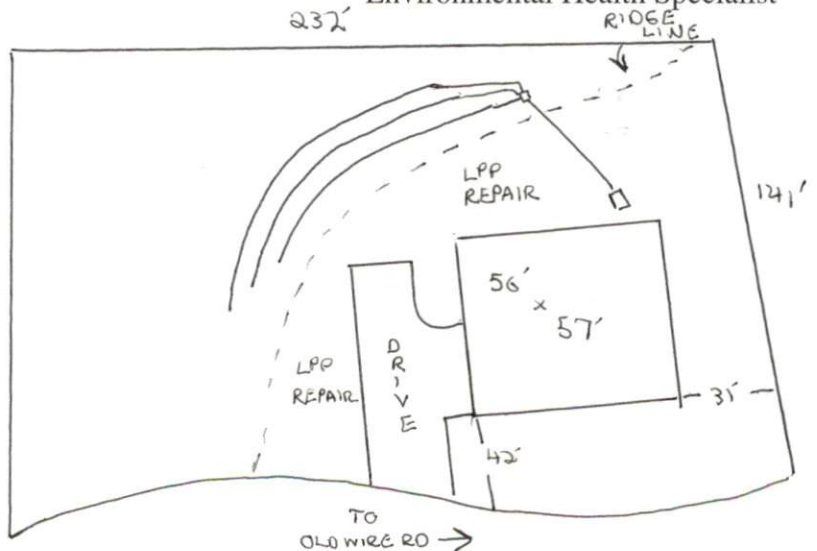 Environmental Health Specialist
232'
RIDGE
LINE
LPP
REPAIR
141'
56'
x
57'
DRIVE
LPP
REPAIR
31'
42'
TO
OLD WIRE RD →